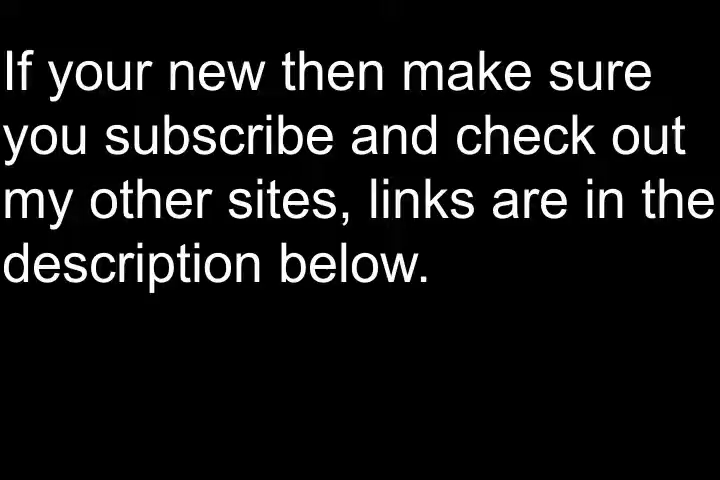 If your new then make sure
you subscribe and check out
my other sites, links are in the
description below.